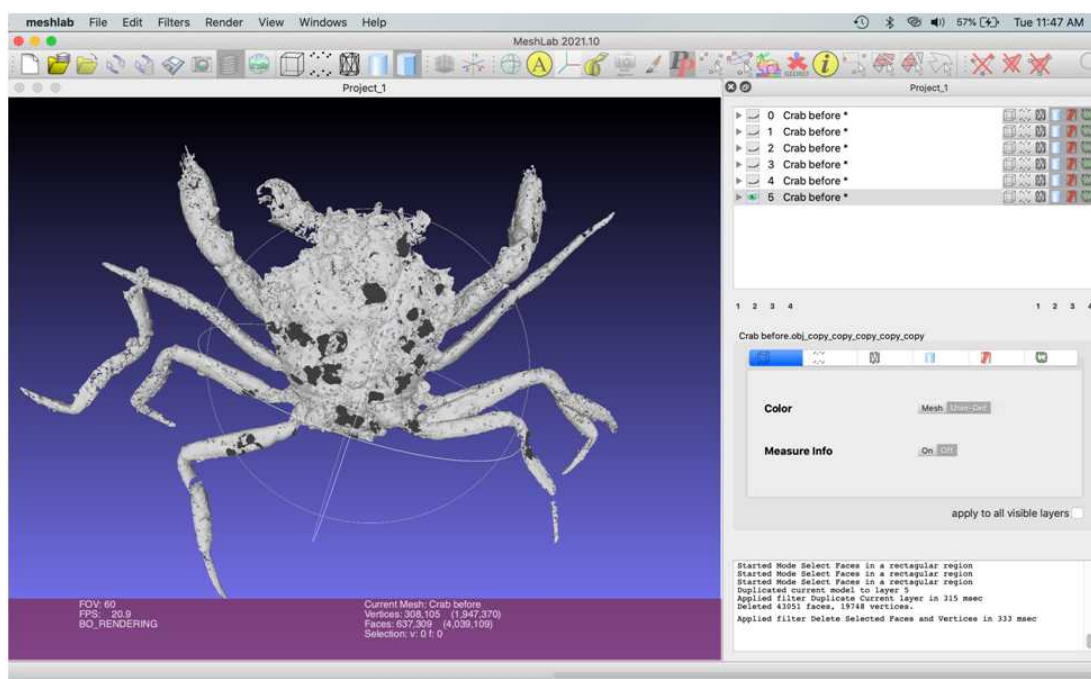 meshlab File Edit Filters Render View Windows Help 57% Tue 11:47 AM
MeshLab 2021.10
Project_1
Project_1
0 Crab before *
1 Crab before *
2 Crab before *
3 Crab before *
4 Crab before *
5 Crab before *
1 2 3 4 1 2 3 4
Crab before.obj_copy_copy_copy_copy_copy
Color Mesh User-Def
Measure Info On Off
apply to all visible layers
Started Mode Select Faces in a rectagular region
Started Mode Select Faces in a rectagular region
Started Mode Select Faces in a rectagular region
Duplicated current model to layer 5
Applied filter Duplicate Current layer in 315 msec
Deleted 43051 faces, 19748 vertices.
Applied filter Delete Selected Faces and Vertices in 333 msec
FOV: 60
FPS: 20.9
BO_RENDERING
Current Mesh: Crab before
Vertices: 308,105 (1,947,370)
Faces: 637,309 (4,039,109)
Selection: v: 0 f: 0